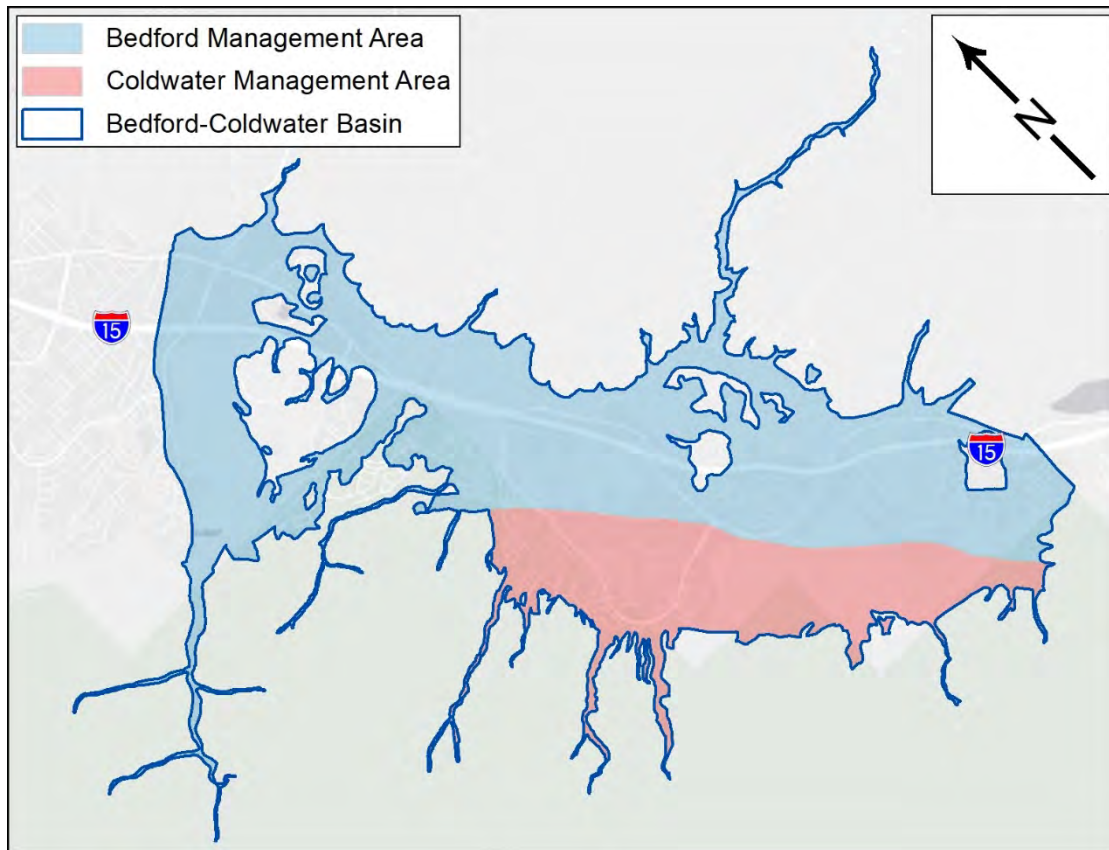 Bedford Management Area
Coldwater Management Area
Bedford-Coldwater Basin
N
15
15